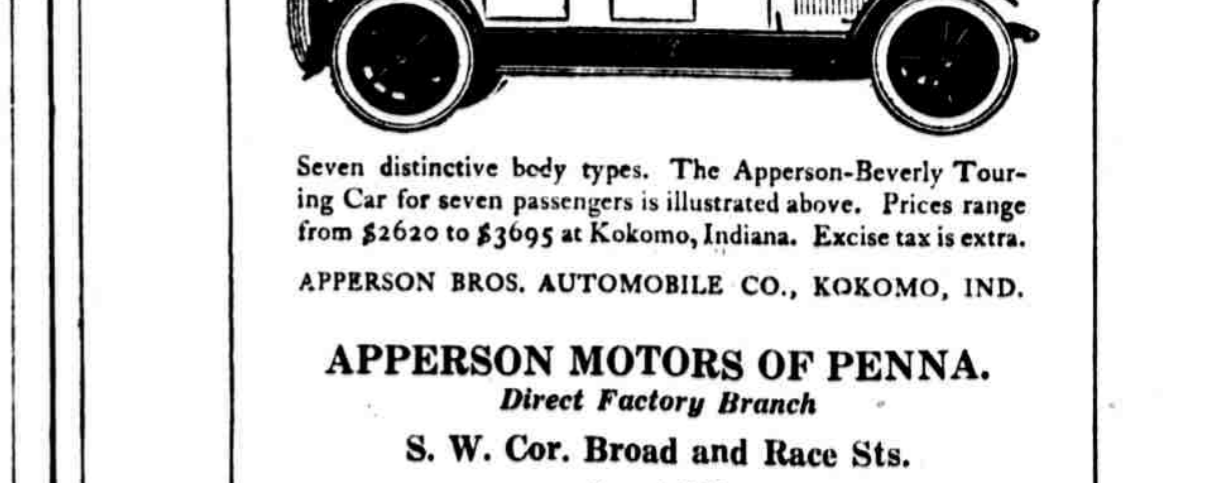 Seven distinctive body types. The Apperson-Beverly Tour-
ing Car for seven passengers is illustrated above. Prices range
from $2620 to $3695 at Kokomo, Indiana. Excise tax is extra.
APPERSON BROS. AUTOMOBILE CO., KOKOMO, IND.
APPERSON MOTORS OF PENNA.
Direct Factory Branch
S. W. Cor. Broad and Race Sts.